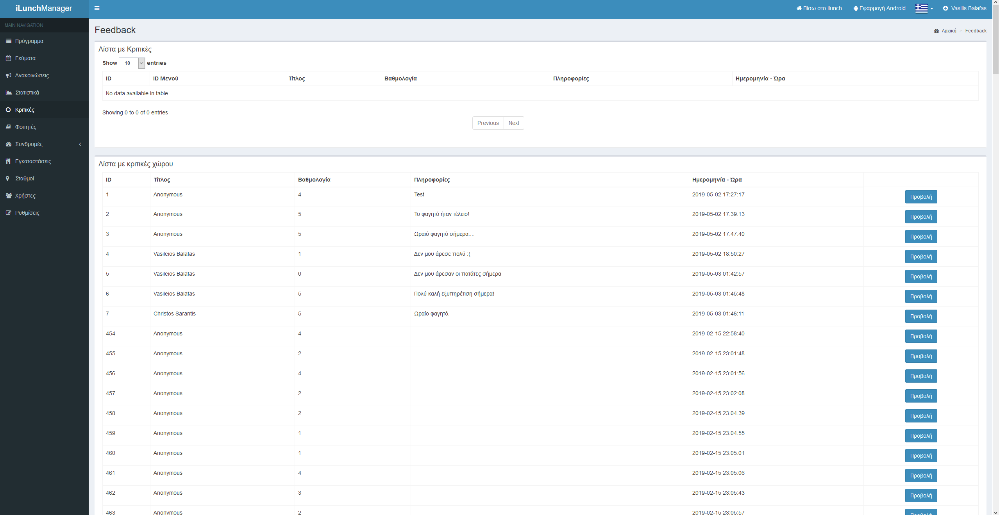 iLunchManager
Πίσω στο ilunch Εφαρμογή Android Vasilis Balafas
MAIN NAVIGATION
Πρόγραμμα
Γεύματα
Ανακοινώσεις
Στατιστικά
Κριτικές
Φοιτητές
Συνδρομές
Εγκαταστάσεις
Σταθμοί
Χρήστες
Ρυθμίσεις
Feedback
Αρχική > Feedback
Λίστα με Κριτικές
Show 10 entries
ID ID Μενού Τίτλος Βαθμολογία Πληροφορίες Ημερομηνία - Ώρα
No data available in table
Showing 0 to 0 of 0 entries
Previous Next
Λίστα με κριτικές χώρου
ID Τίτλος Βαθμολογία Πληροφορίες Ημερομηνία - Ώρα
1 Anonymous 4 Test 2019-05-02 17:27:17 Προβολή
2 Anonymous 5 Το φαγητό ήταν τέλειο! 2019-05-02 17:39:13 Προβολή
3 Anonymous 5 Ωραιό φαγητό σήμερα.... 2019-05-02 17:47:40 Προβολή
4 Vasileios Balafas 1 Δεν μου άρεσε πολύ :( 2019-05-02 18:50:27 Προβολή
5 Vasileios Balafas 0 Δεν μου άρεσαν οι πατάτες σήμερα 2019-05-03 01:42:57 Προβολή
6 Vasileios Balafas 5 Πολύ καλή εξυπηρέτιση σήμερα! 2019-05-03 01:45:48 Προβολή
7 Christos Sarantis 5 Ωραίο φαγητό. 2019-05-03 01:46:11 Προβολή
454 Anonymous 4 2019-02-15 22:58:40 Προβολή
455 Anonymous 2 2019-02-15 23:01:48 Προβολή
456 Anonymous 4 2019-02-15 23:01:56 Προβολή
457 Anonymous 2 2019-02-15 23:02:08 Προβολή
458 Anonymous 2 2019-02-15 23:04:39 Προβολή
459 Anonymous 1 2019-02-15 23:04:55 Προβολή
460 Anonymous 1 2019-02-15 23:05:01 Προβολή
461 Anonymous 4 2019-02-15 23:05:06 Προβολή
462 Anonymous 3 2019-02-15 23:05:43 Προβολή
463 Anonymous 2 2019-02-15 23:05:57 Προβολή